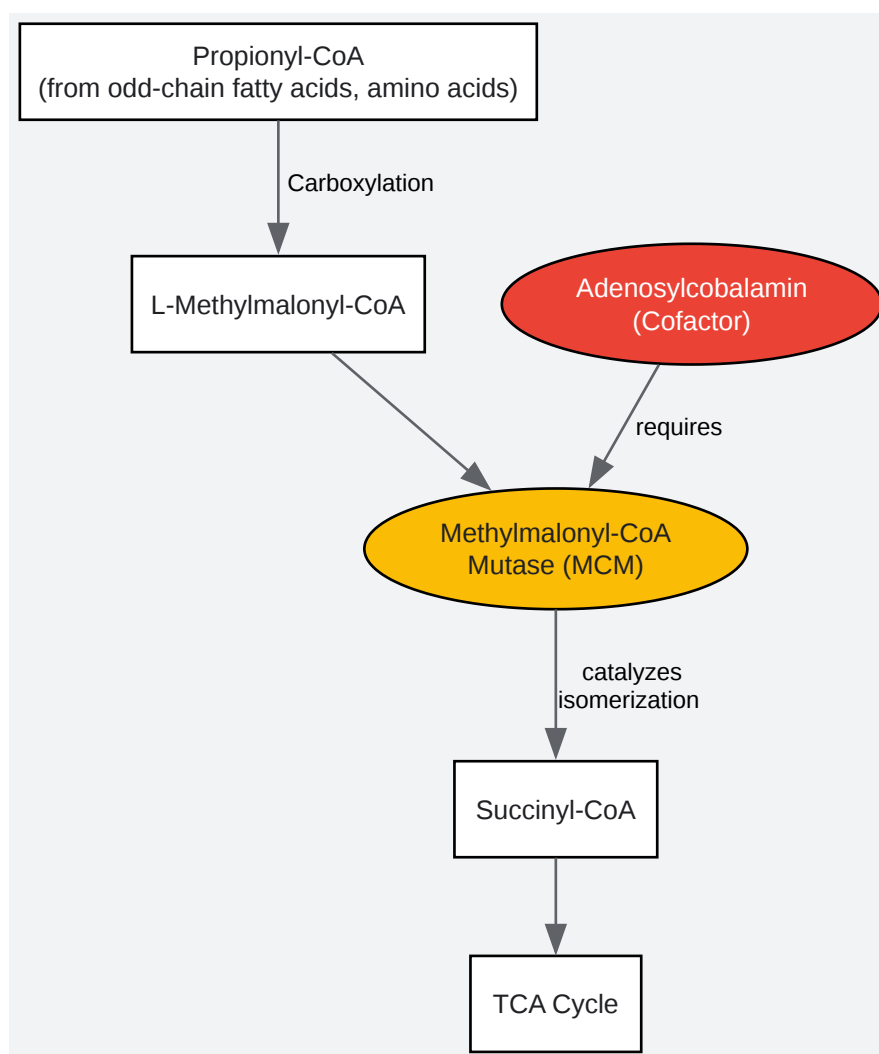 Propionyl-CoA
(from odd-chain fatty acids, amino acids)
Carboxylation
L-Methylmalonyl-CoA
Adenosylcobalamin
(Cofactor)
requires
Methylmalonyl-CoA
Mutase (MCM)
catalyzes
isomerization
Succinyl-CoA
TCA Cycle